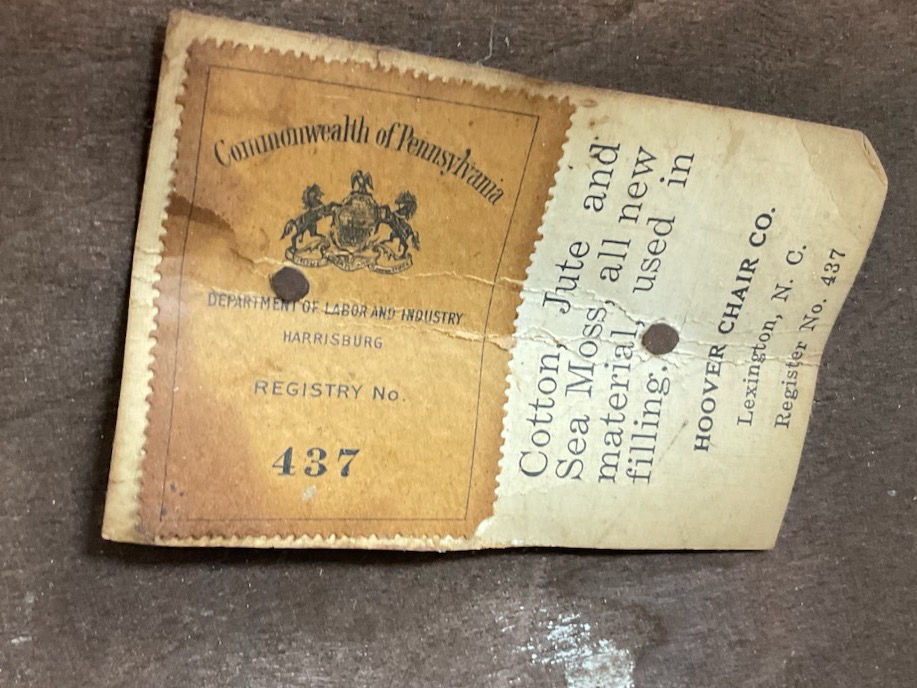 Commonwealth of Pennsylvania
DEPARTMENT OF LABOR AND INDUSTRY
HARRISBURG
REGISTRY No.
437
Cotton, Jute and
Sea Moss, all new
material, used in
filling.
HOOVER CHAIR CO.
Lexington, N. C.
Register No. 437